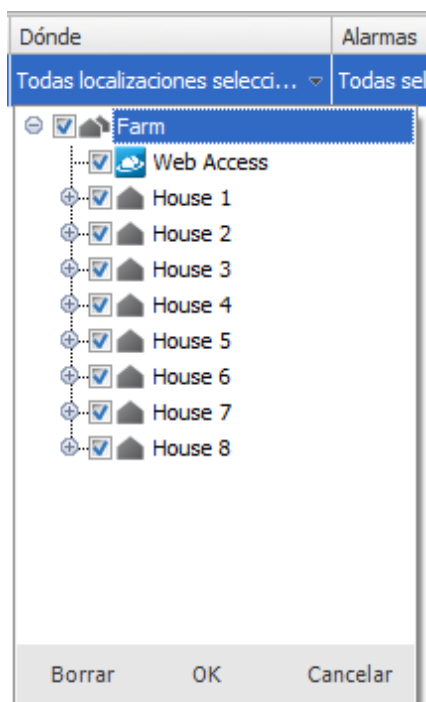 Dónde Alarmas
Todas localizaciones selecci... Todas sel
Farm
Web Access
House 1
House 2
House 3
House 4
House 5
House 6
House 7
House 8
Borrar OK Cancelar